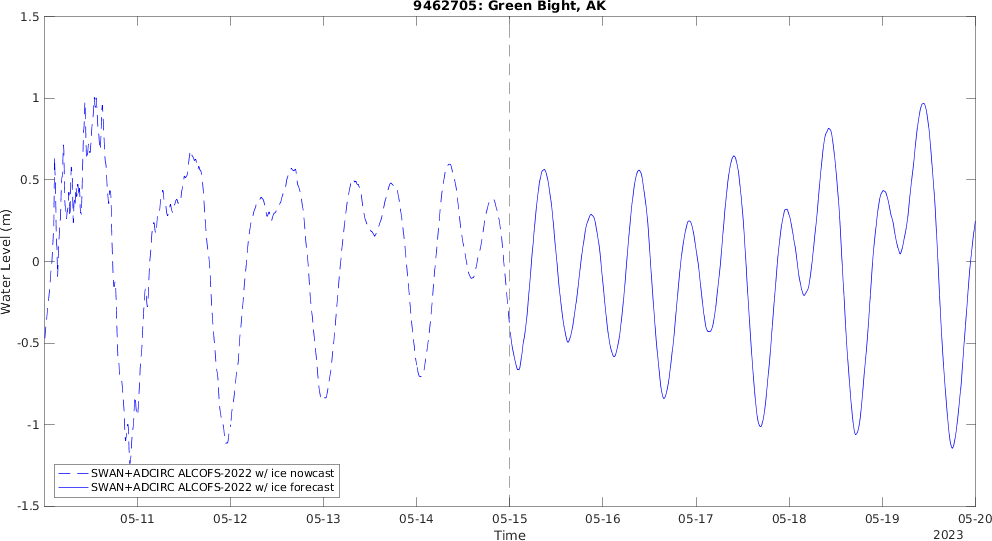 9462705: Green Bight, AK
1.5
1
0.5
0
-0.5
-1
-1.5
Water Level (m)
SWAN+ADCIRC ALCOFS-2022 w/ ice nowcast
SWAN+ADCIRC ALCOFS-2022 w/ ice forecast
05-11 05-12 05-13 05-14 05-15 05-16 05-17 05-18 05-19 05-20
Time
2023